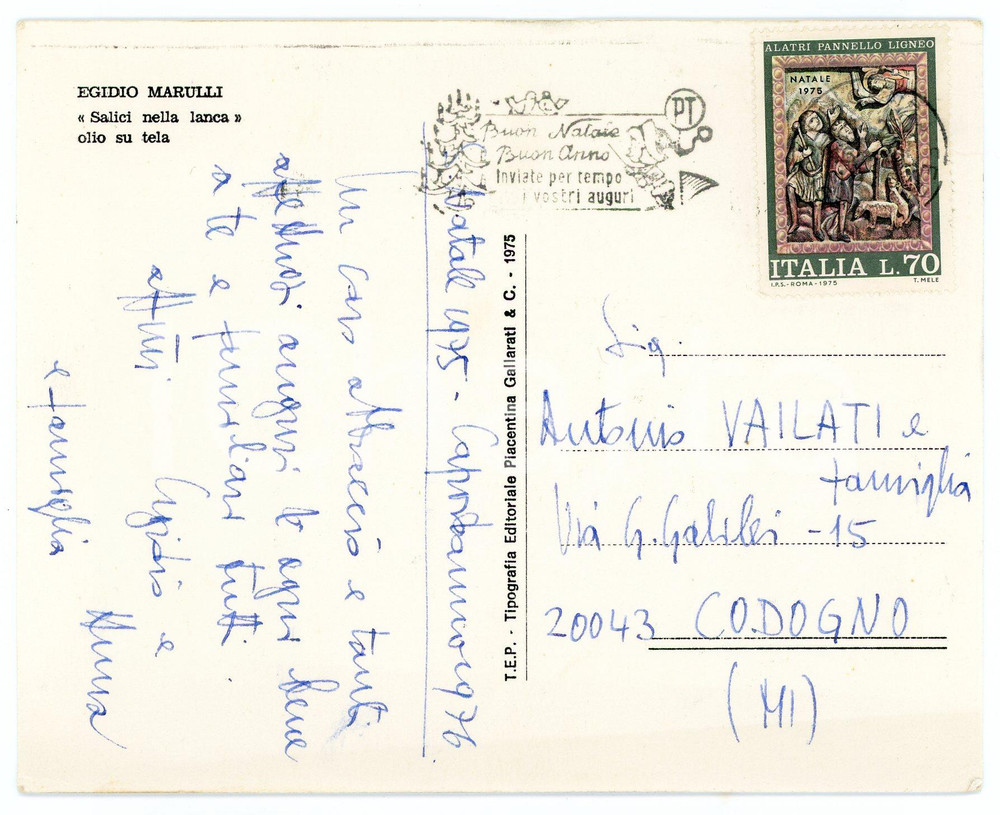 EGIDIO MARULLI
« Salici nella lanca »
olio su tela
Buon Natale
e Buon Anno
Inviate per tempo
i vostri auguri
PT
ALATRI PANNELLO LIGNEO
NATALE
1975
ITALIA L.70
I.P.S.-ROMA-1975 T. MELE
Natale 1975 - Capodanno 1976
Un caro abbraccio e tanti
auguri di ogni bene
a te e familiari tutti.
aff.mi
Egidio e
Anna
e famiglia
T.E.P. - Tipografia Editoriale Piacentina Gallarati & C. - 1975
Sig.
Antonio VAILATI e
famiglia
Via G. Galilei - 15
20043 CODOGNO
(MI)